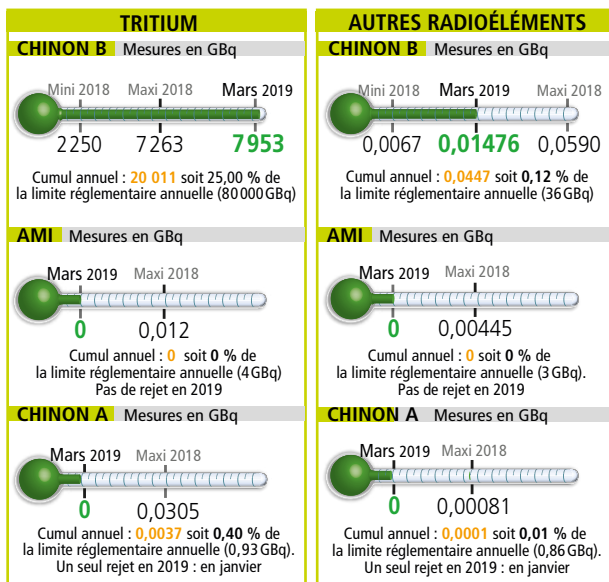 TRITIUM
CHINON B Mesures en GBq
Mini 2018 Maxi 2018 Mars 2019
2250 7263 7953
Cumul annuel : 20 011 soit 25,00 % de
la limite réglementaire annuelle (80 000 GBq)
AMI Mesures en GBq
Mars 2019 Maxi 2018
0 0,012
Cumul annuel : 0 soit 0 % de
la limite réglementaire annuelle (4 GBq)
Pas de rejet en 2019
CHINON A Mesures en GBq
Mars 2019 Maxi 2018
0 0,0305
Cumul annuel : 0,0037 soit 0,40 % de
la limite réglementaire annuelle (0,93 GBq).
Un seul rejet en 2019 : en janvier
AUTRES RADIOÉLÉMENTS
CHINON B Mesures en GBq
Mini 2018 Mars 2019 Maxi 2018
0,0067 0,01476 0,0590
Cumul annuel : 0,0447 soit 0,12 % de
la limite réglementaire annuelle (36 GBq)
AMI Mesures en GBq
Mars 2019 Maxi 2018
0 0,00445
Cumul annuel : 0 soit 0 % de
la limite réglementaire annuelle (3 GBq).
Pas de rejet en 2019
CHINON A Mesures en GBq
Mars 2019 Maxi 2018
0 0,00081
Cumul annuel : 0,0001 soit 0,01 % de
la limite réglementaire annuelle (0,86 GBq).
Un seul rejet en 2019 : en janvier